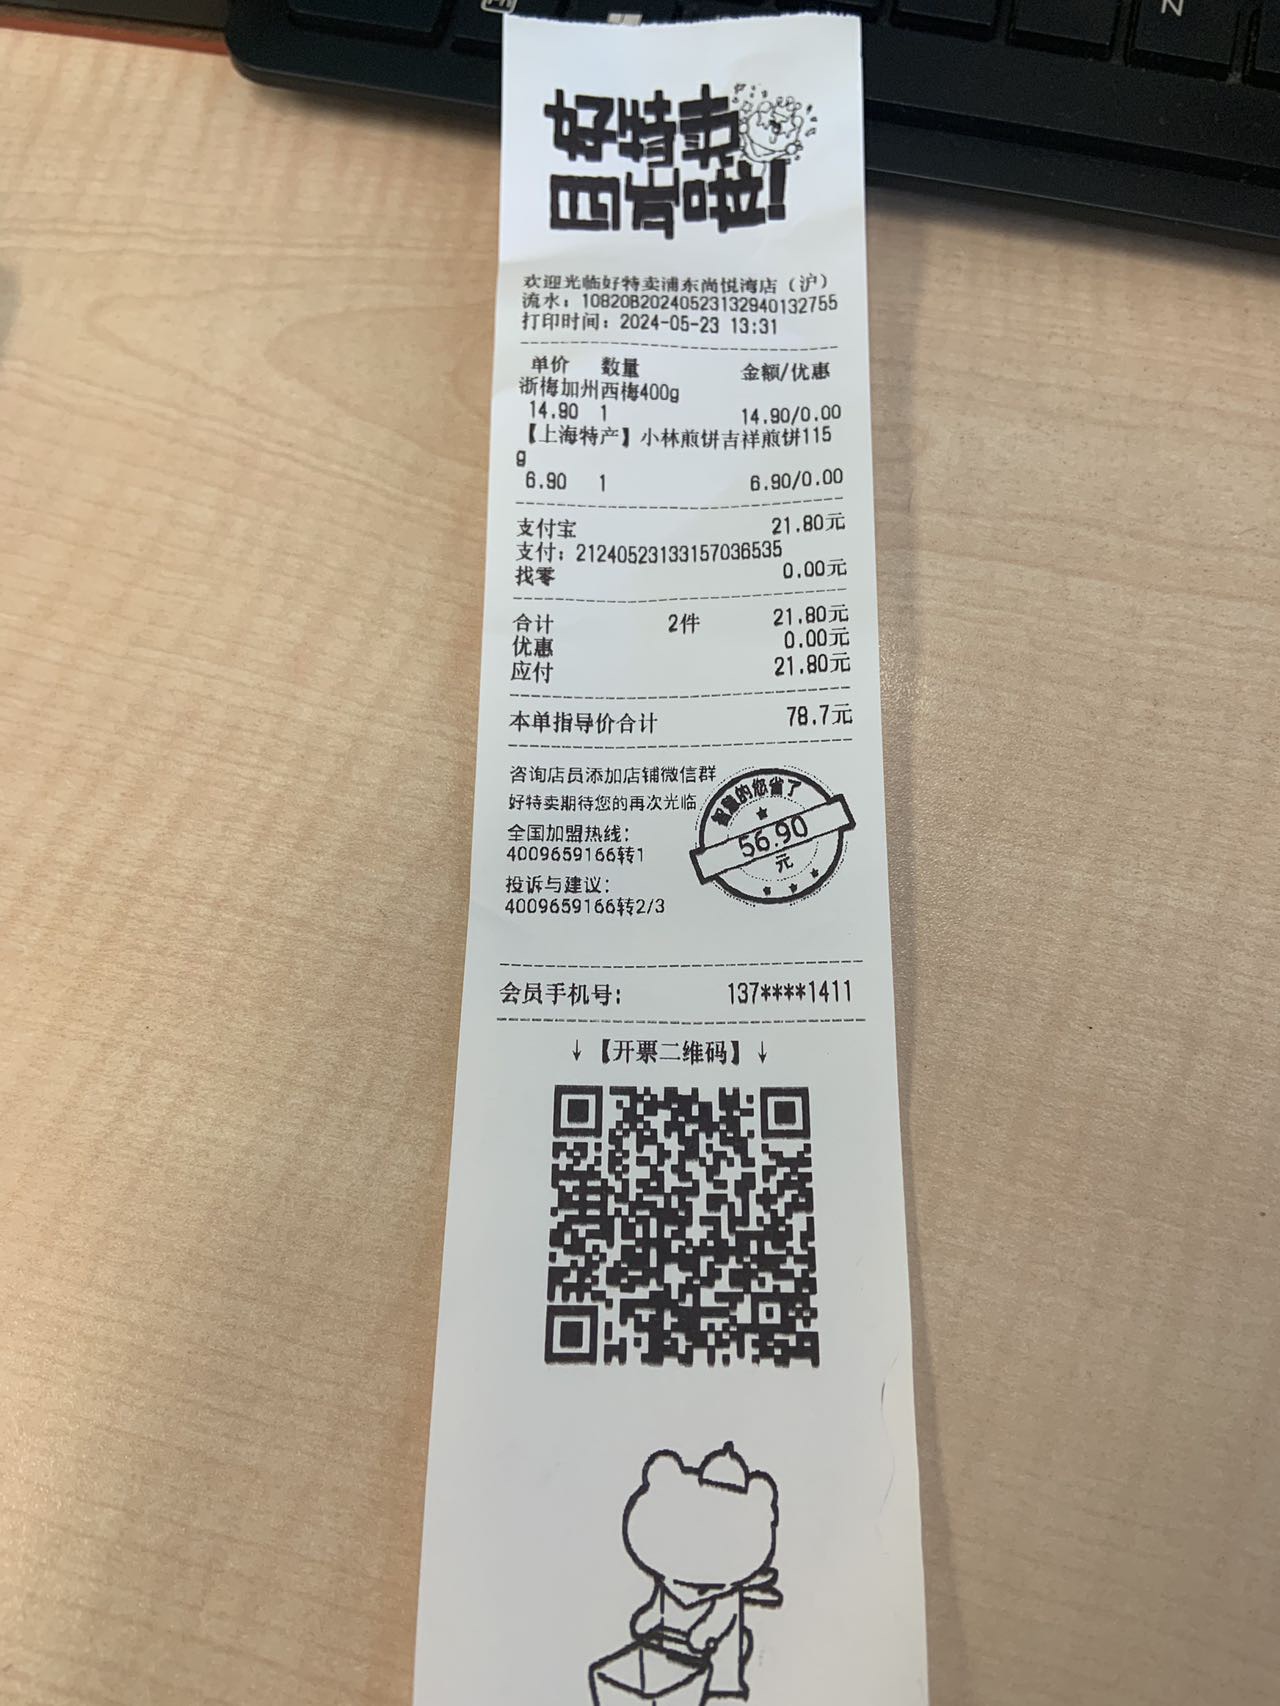 好特卖
欢迎光临好特卖浦东尚悦湾店（沪）
流水：10820B20240523132940132755
打印时间：2024-05-23 13:31
单价 数量 金额/优惠
浙梅加州西梅400g
14.90 1 14.90/0.00
【上海特产】小林煎饼吉祥煎饼115
g
6.90 1 6.90/0.00
支付宝 21.80元
支付：21240523133157036535
找零 0.00元
合计 2件 21.80元
优惠 0.00元
应付 21.80元
本单指导价合计 78.7元
咨询店员添加店铺微信群
好特卖期待您的再次光临
全国加盟热线：
4009659166转1
投诉与建议：
4009659166转2/3
智慧的您省了
56.90
元
会员手机号： 137****1411
↓【开票二维码】↓